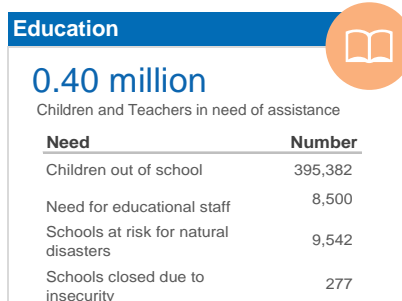 Education
0.40 million
Children and Teachers in need of assistance
Need Number
Children out of school 395,382
Need for educational staff 8,500
Schools at risk for natural
disasters 9,542
Schools closed due to
insecurity 277